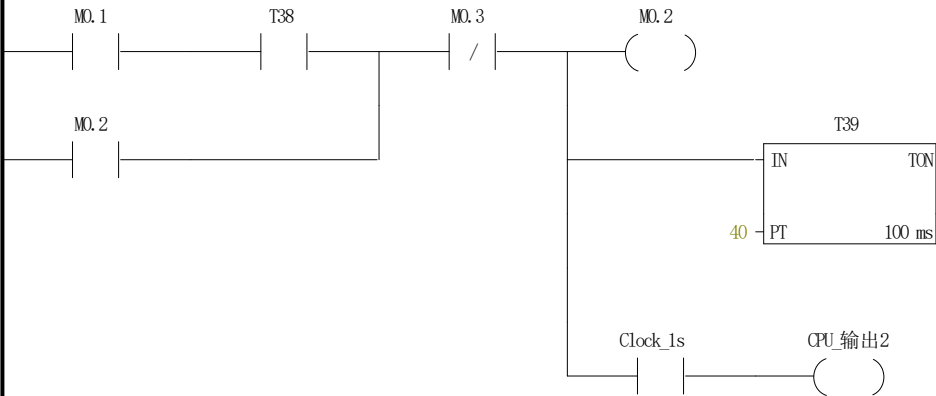 M0.1 T38 M0.3 M0.2
/
M0.2 T39
IN TON
40 PT 100 ms
Clock_1s CPU_输出2